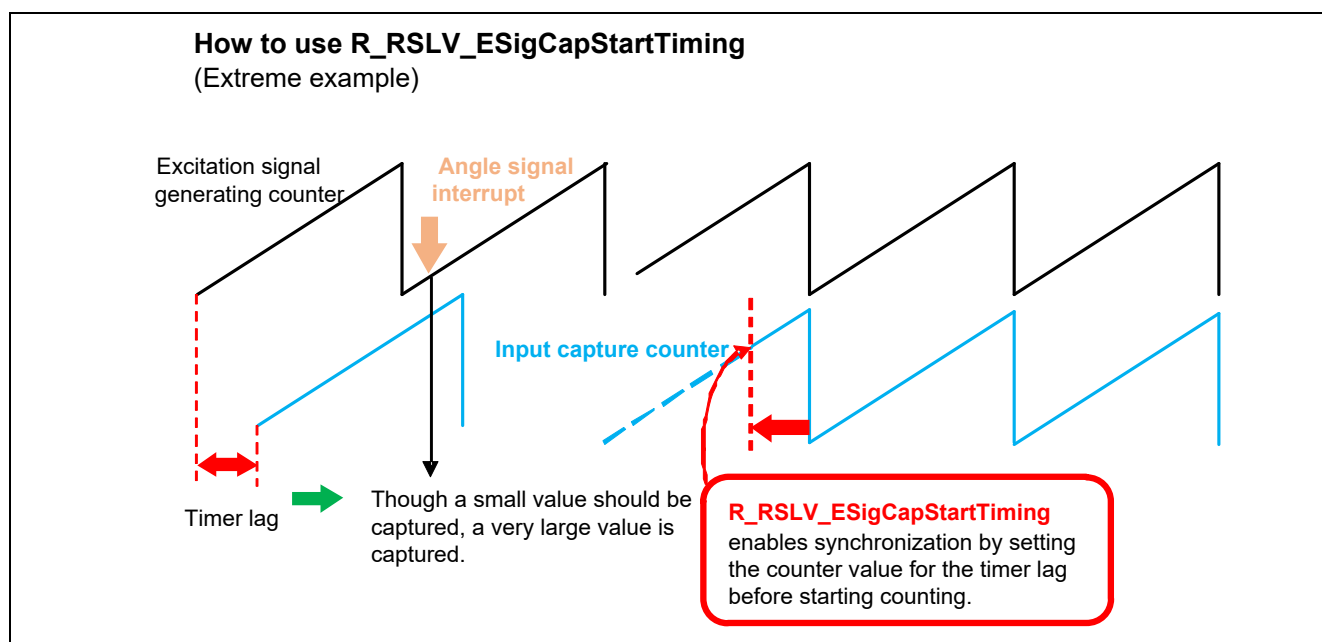 How to use R_RSLV_ESigCapStartTiming
(Extreme example)
Excitation signal
generating counter
Angle signal
interrupt
Input capture counter
Timer lag
Though a small value should be
captured, a very large value is
captured.
R_RSLV_ESigCapStartTiming
enables synchronization by setting
the counter value for the timer lag
before starting counting.